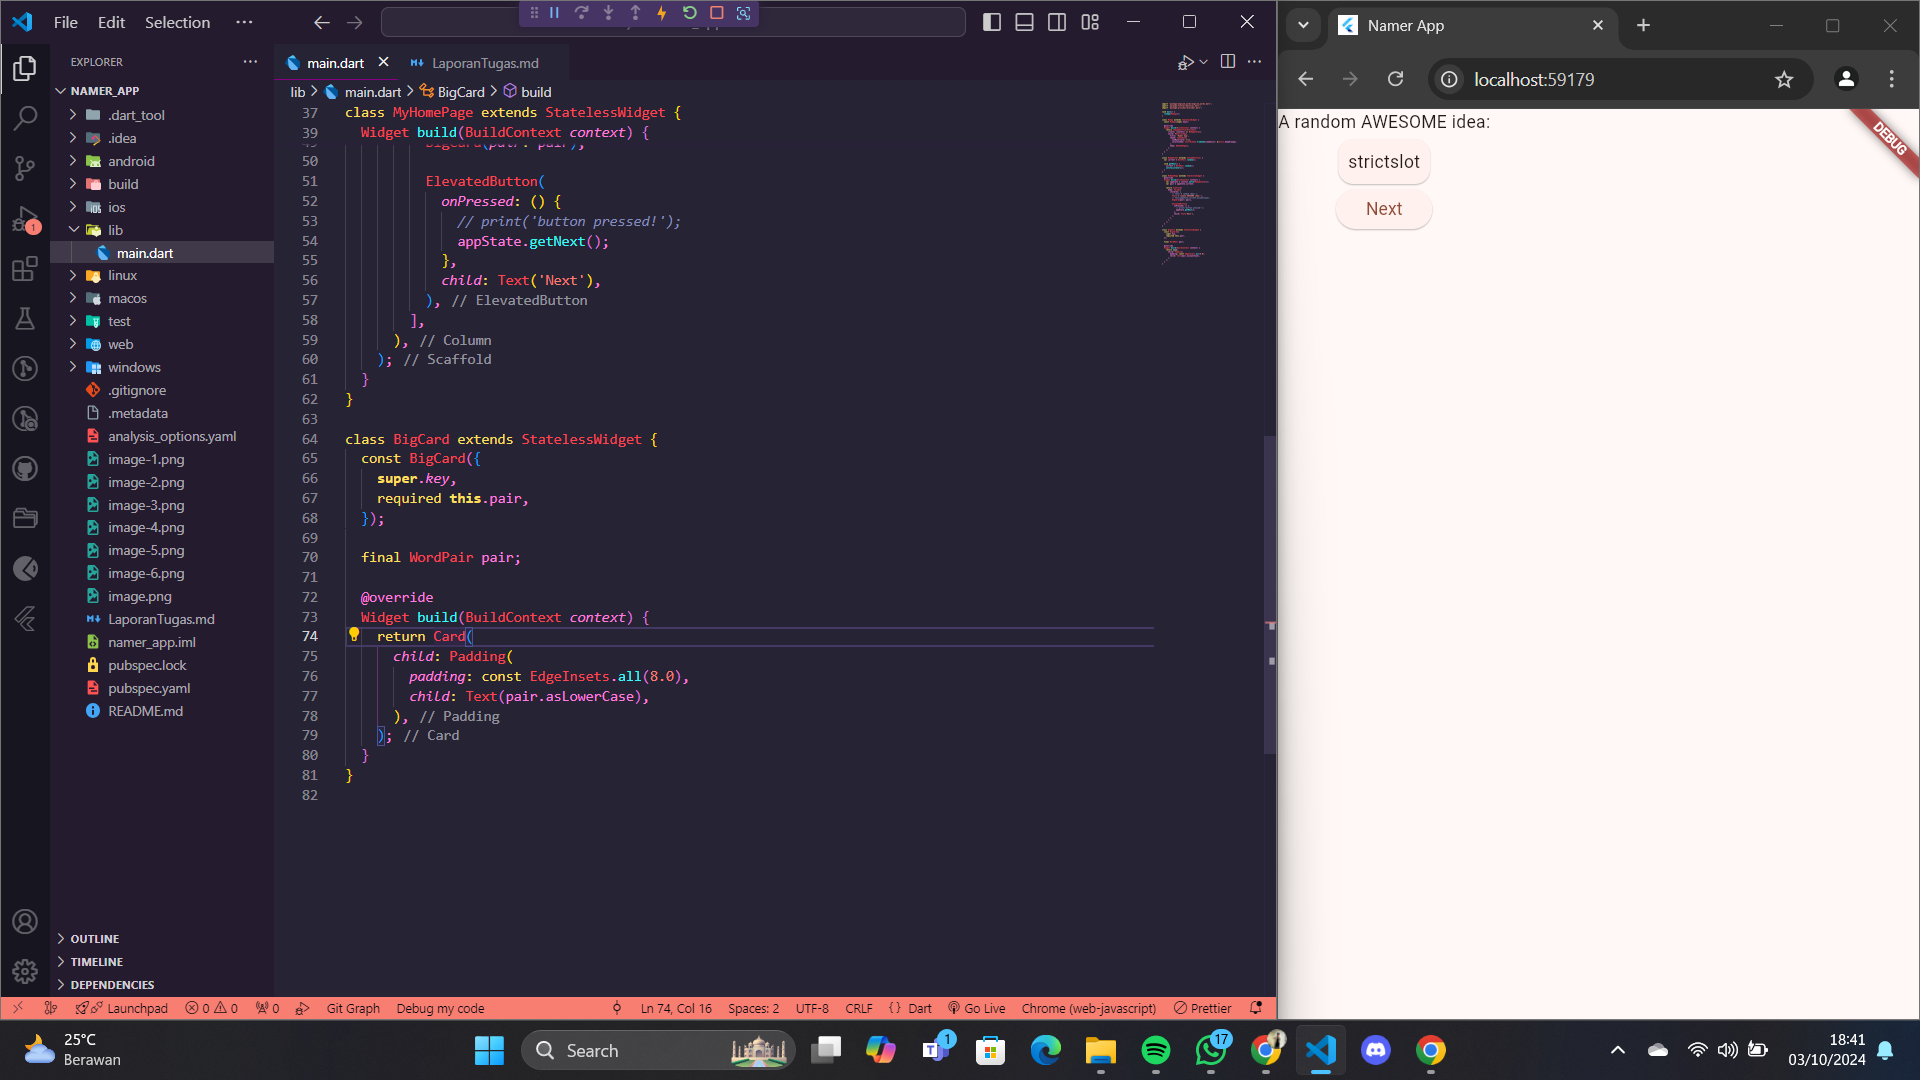 File Edit Selection ···
EXPLORER ···
NAMER_APP
.dart_tool
.idea
android
build
ios
lib
main.dart
linux
macos
test
web
windows
.gitignore
.metadata
analysis_options.yaml
image-1.png
image-2.png
image-3.png
image-4.png
image-5.png
image-6.png
image.png
LaporanTugas.md
namer_app.iml
pubspec.lock
pubspec.yaml
README.md
OUTLINE
TIMELINE
DEPENDENCIES
1
main.dart LaporanTugas.md
lib > main.dart > BigCard > build
37 class MyHomePage extends StatelessWidget {
39 Widget build(BuildContext context) {
49 BigCard(pair: pair),
50
51 ElevatedButton(
52 onPressed: () {
53 // print('button pressed!');
54 appState.getNext();
55 },
56 child: Text('Next'),
57 ), // ElevatedButton
58 ],
59 ), // Column
60 ); // Scaffold
61 }
62 }
63
64 class BigCard extends StatelessWidget {
65 const BigCard({
66 super.key,
67 required this.pair,
68 });
69
70 final WordPair pair;
71
72 @override
73 Widget build(BuildContext context) {
74 return Card(
75 child: Padding(
76 padding: const EdgeInsets.all(8.0),
77 child: Text(pair.asLowerCase),
78 ), // Padding
79 ); // Card
80 }
81 }
82
Launchpad 0 0 0 Git Graph Debug my code Ln 74, Col 16 Spaces: 2 UTF-8 CRLF {} Dart Go Live Chrome (web-javascript) Prettier
Namer App
localhost:59179
A random AWESOME idea:
DEBUG
strictslot
Next
25°C
Berawan
Search
1
17
18:41
03/10/2024